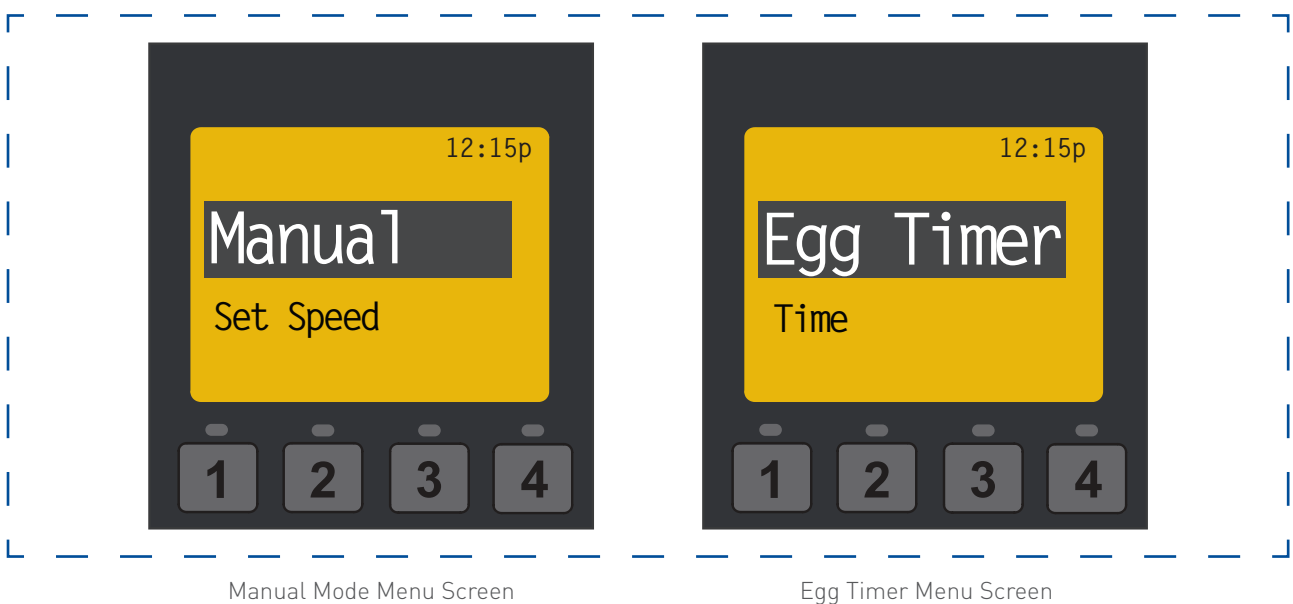 12:15p
Manual
Set Speed
1 2 3 4
Manual Mode Menu Screen
12:15p
Egg Timer
Time
1 2 3 4
Egg Timer Menu Screen